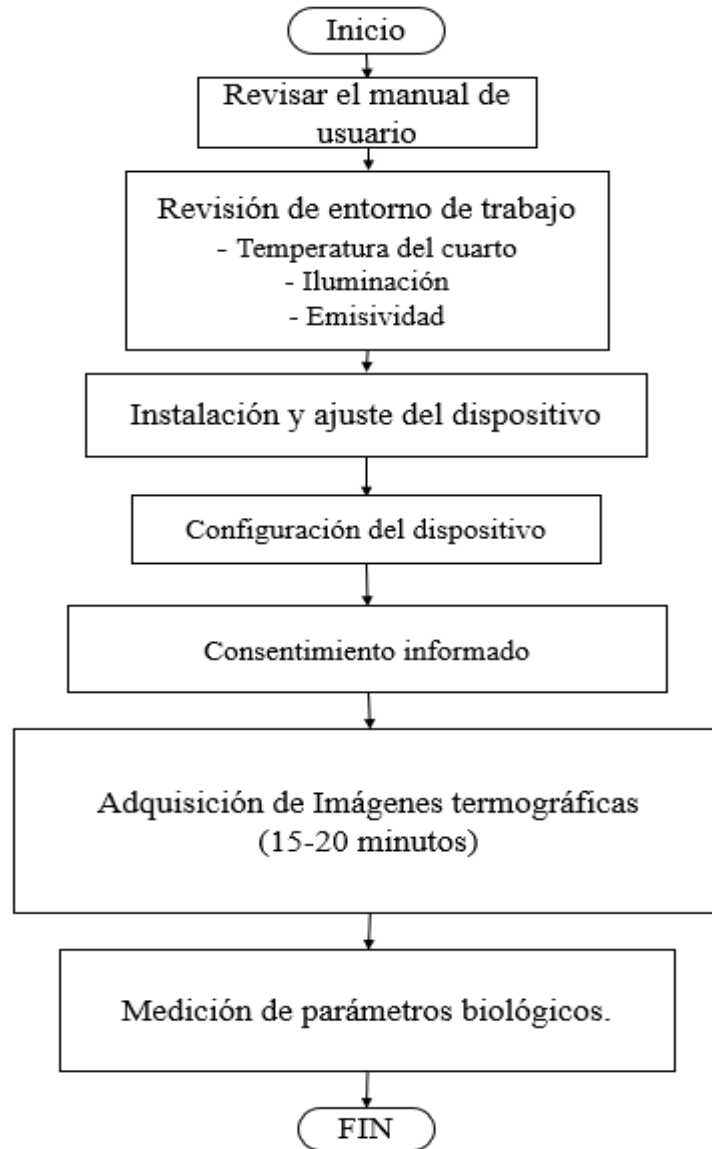 Inicio
Revisar el manual de
usuario
Revisión de entorno de trabajo
- Temperatura del cuarto
- Iluminación
- Emisividad
Instalación y ajuste del dispositivo
Configuración del dispositivo
Consentimiento informado
Adquisición de Imágenes termográficas
(15-20 minutos)
Medición de parámetros biológicos.
FIN